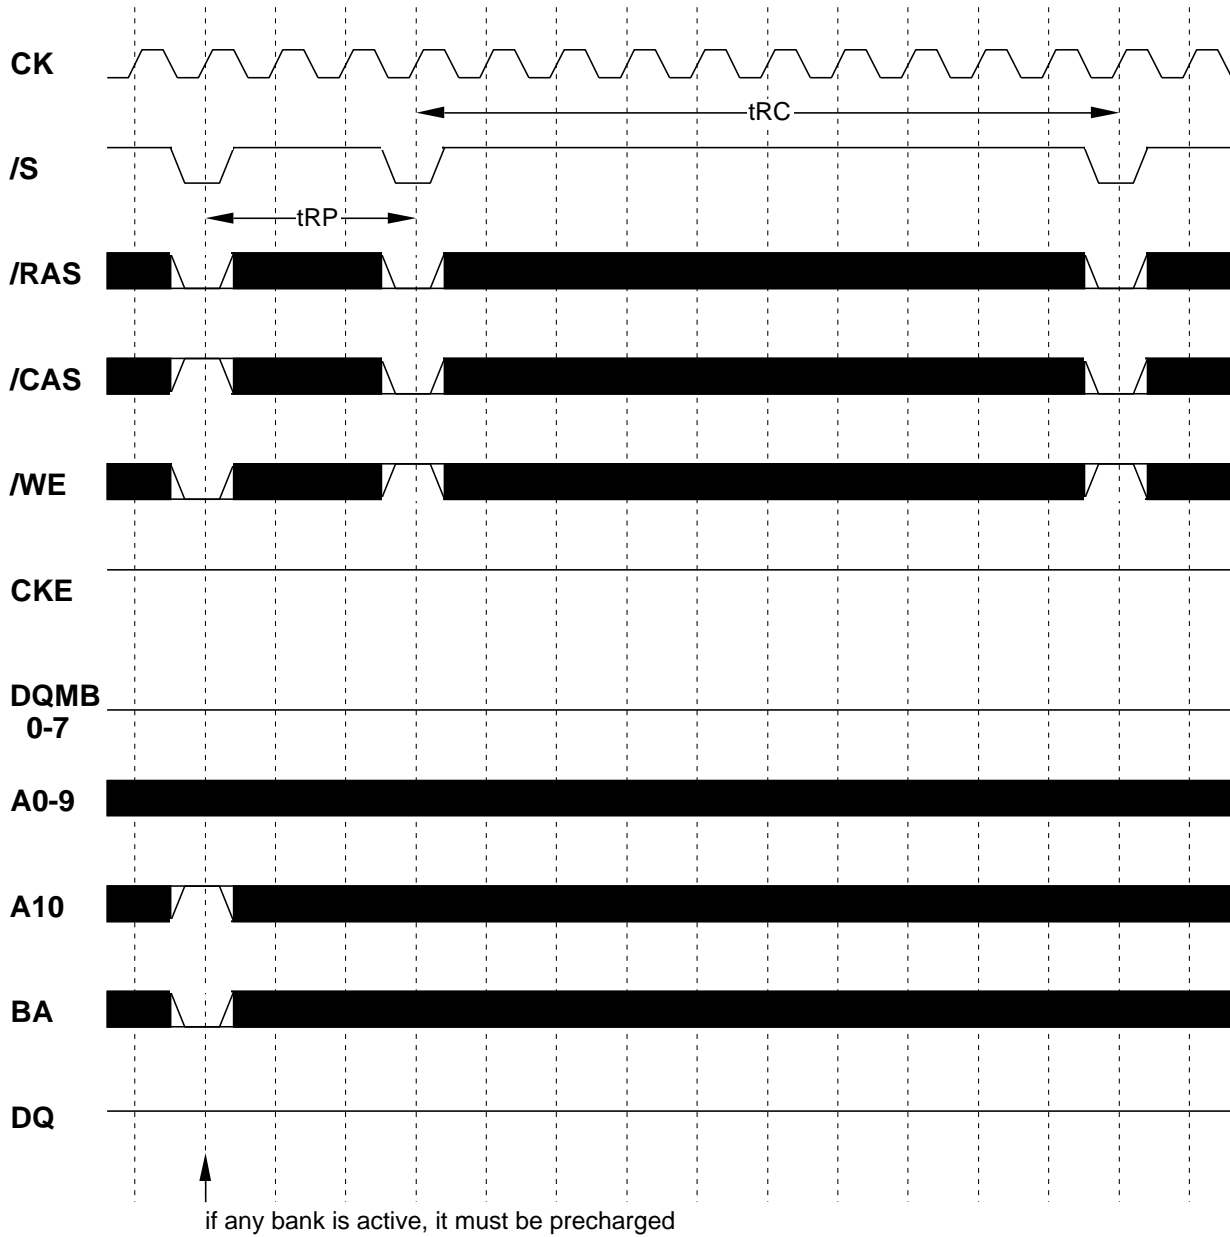 CK
tRC
/S
tRP
/RAS
/CAS
/WE
CKE
DQMB
0-7
A0-9
A10
BA
DQ
if any bank is active, it must be precharged